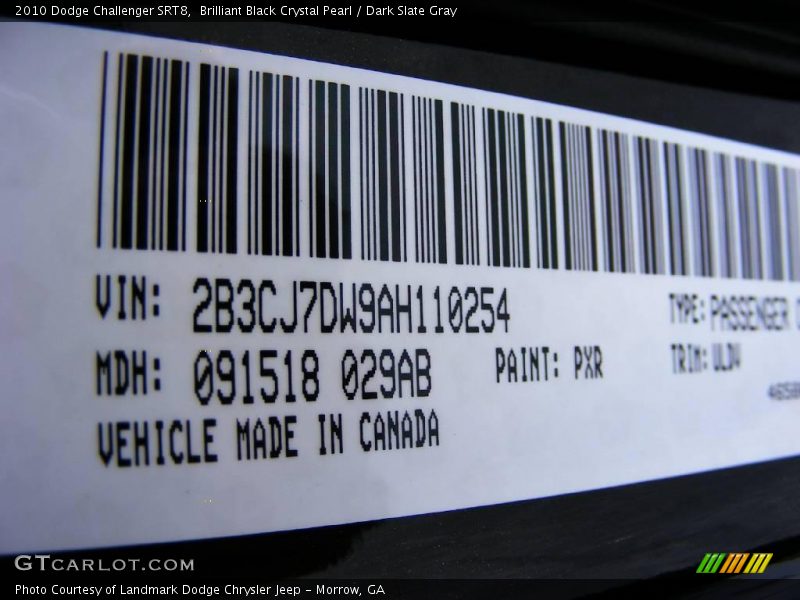 2010 Dodge Challenger SRT8, Brilliant Black Crystal Pearl / Dark Slate Gray
VIN: 2B3CJ7DW9AH110254 TYPE: PASSENGER
MDH: 091518 029AB PAINT: PXR TRIM: ULDV
VEHICLE MADE IN CANADA
GTCARLOT.COM
Photo Courtesy of Landmark Dodge Chrysler Jeep - Morrow, GA